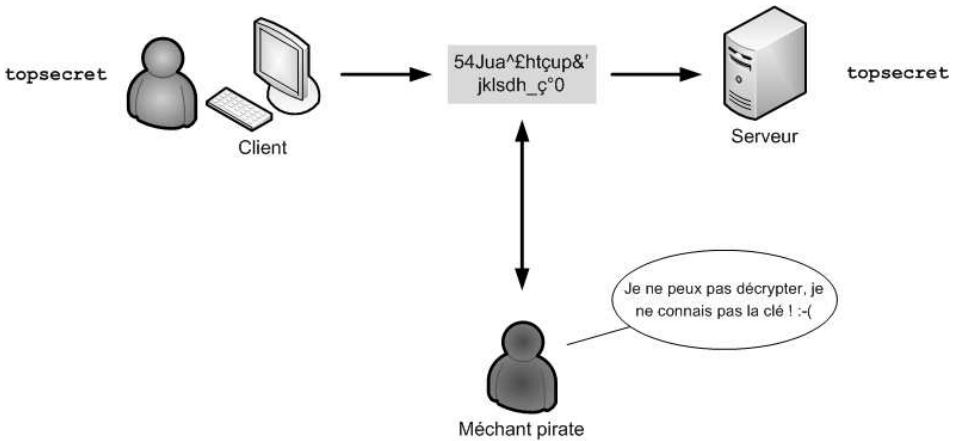 topsecret
Client
54Jua^£htçup&'
jklsdh_ç°0
Serveur
topsecret
Je ne peux pas décrypter, je
ne connais pas la clé ! :-(
Méchant pirate